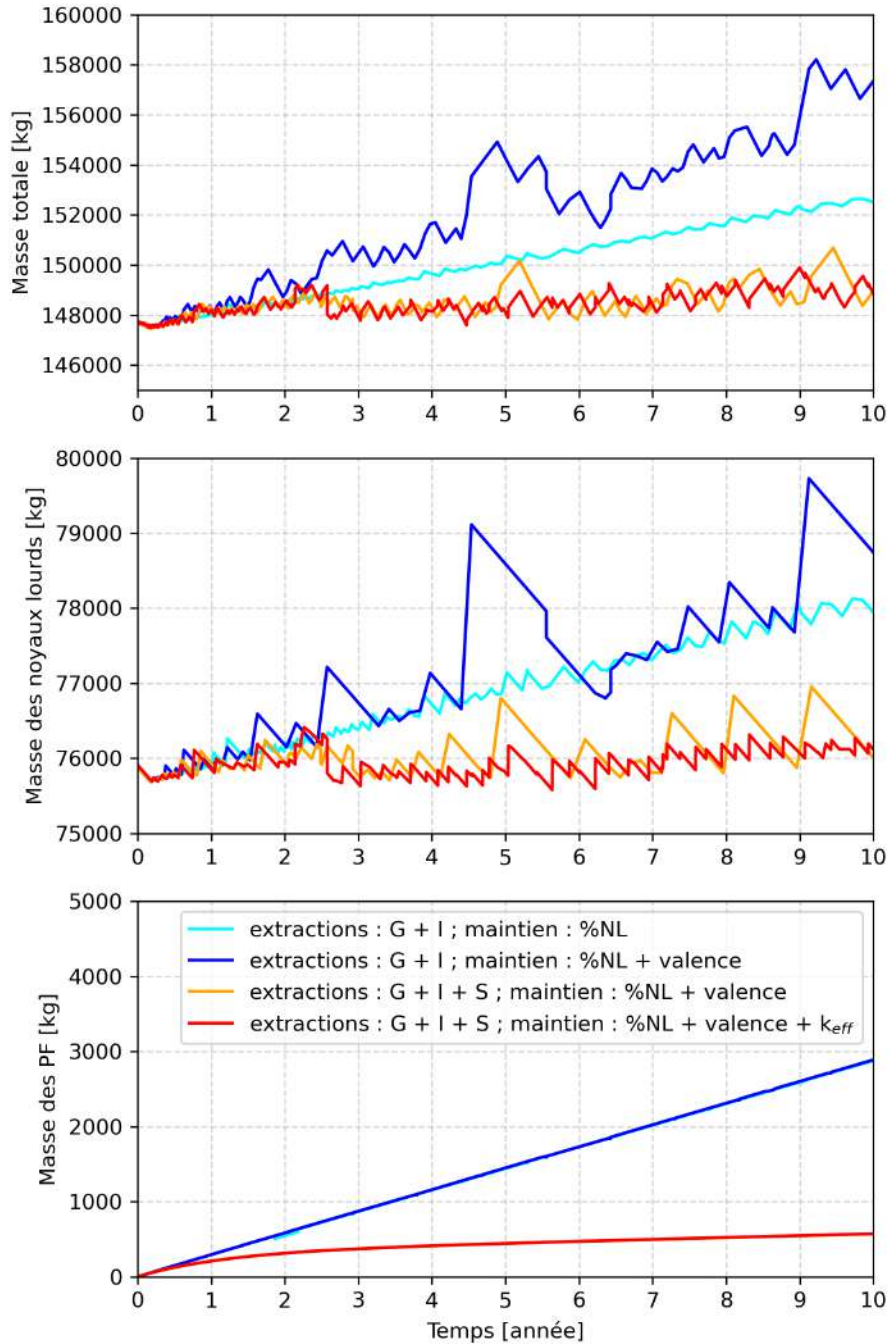 160000
158000
156000
154000
152000
150000
148000
146000
Masse totale [kg]
0 1 2 3 4 5 6 7 8 9 10
80000
79000
78000
77000
76000
75000
Masse des noyaux lourds [kg]
0 1 2 3 4 5 6 7 8 9 10
5000
4000
3000
2000
1000
0
Masse des PF [kg]
extractions : G + I ; maintien : %NL
extractions : G + I ; maintien : %NL + valence
extractions : G + I + S ; maintien : %NL + valence
extractions : G + I + S ; maintien : %NL + valence + keff
0 1 2 3 4 5 6 7 8 9 10
Temps [année]